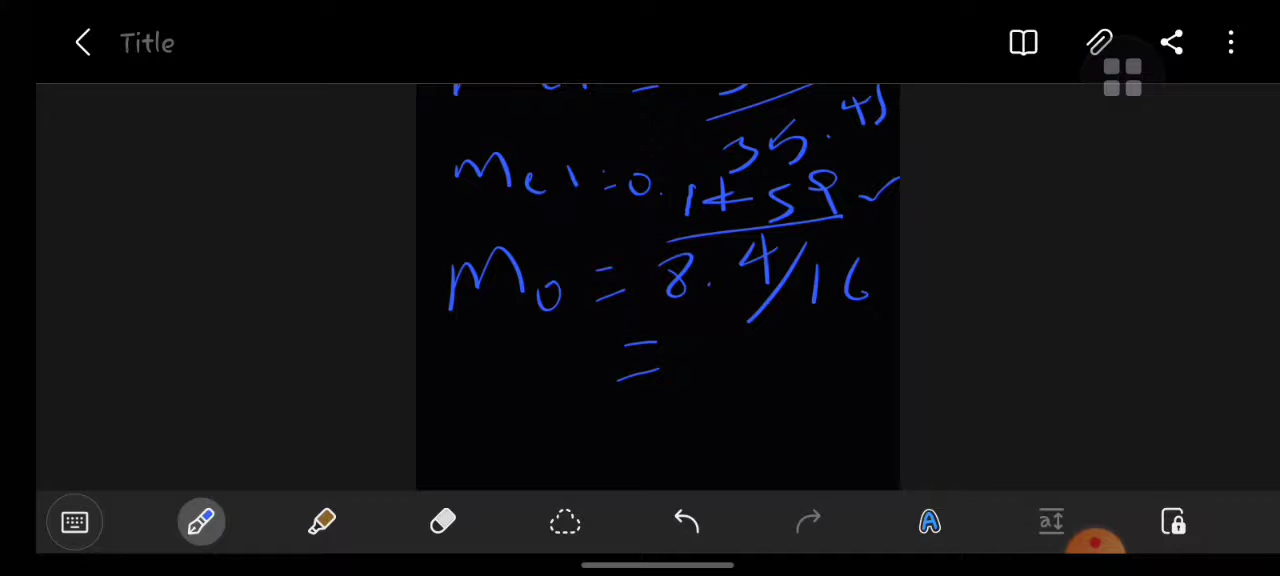 Title
35.45
mcl = 0.1459
mo = 8.4/16
=
A
a